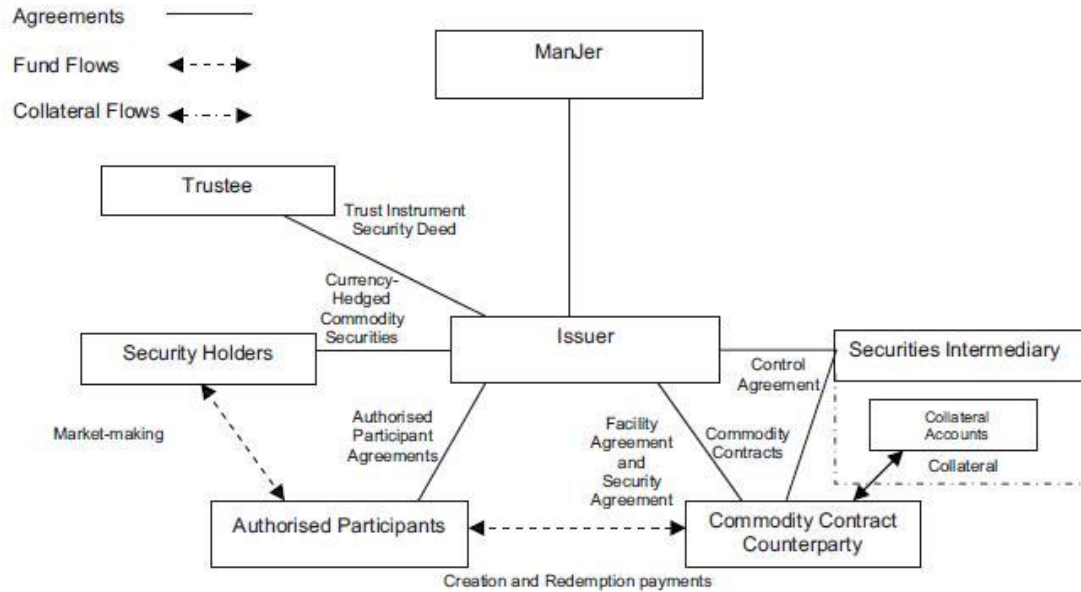 Agreements
ManJer
Fund Flows
Collateral Flows
Trustee
Trust Instrument
Security Deed
Currency-
Hedged
Commodity
Securities
Issuer
Security Holders
Securities Intermediary
Control
Agreement
Authorised
Participant
Agreements
Facility
Agreement
and
Security
Agreement
Commodity
Contracts
Collateral
Accounts
Market-making
Collateral
Authorised Participants
Commodity Contract
Counterparty
Creation and Redemption payments